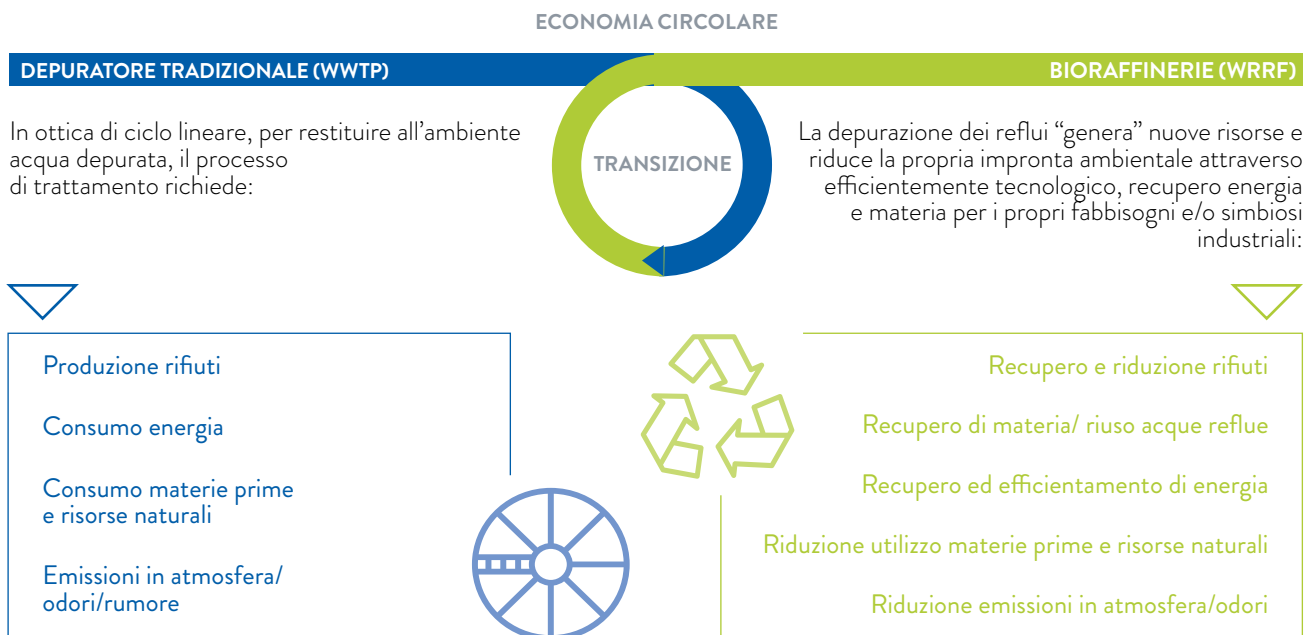 ECONOMIA CIRCOLARE
DEPURATORE TRADIZIONALE (WWTP)
BIORAFFINERIE (WRRF)
In ottica di ciclo lineare, per restituire all’ambiente
acqua depurata, il processo
di trattamento richiede:
TRANSIZIONE
La depurazione dei reflui “genera” nuove risorse e
riduce la propria impronta ambientale attraverso
efficientemente tecnologico, recupero energia
e materia per i propri fabbisogni e/o simbiosi
industriali:
Produzione rifiuti
Consumo energia
Consumo materie prime
e risorse naturali
Emissioni in atmosfera/
odori/rumore
Recupero e riduzione rifiuti
Recupero di materia/ riuso acque reflue
Recupero ed efficientamento di energia
Riduzione utilizzo materie prime e risorse naturali
Riduzione emissioni in atmosfera/odori